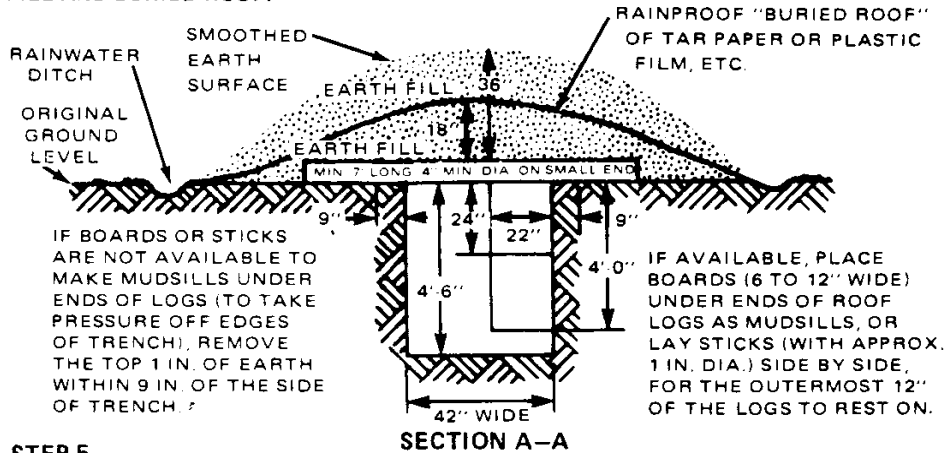 RAINPROOF "BURIED ROOF"
OF TAR PAPER OR PLASTIC
FILM, ETC.
SMOOTHED
EARTH
SURFACE
RAINWATER
DITCH
ORIGINAL
GROUND
LEVEL
EARTH FILL
36
18
EARTH FILL
MIN 7' LONG 4" MIN DIA ON SMALL END
9"
24"
22"
9"
4'-6"
4'-0"
IF BOARDS OR STICKS
ARE NOT AVAILABLE TO
MAKE MUDSILLS UNDER
ENDS OF LOGS (TO TAKE
PRESSURE OFF EDGES
OF TRENCH), REMOVE
THE TOP 1 IN. OF EARTH
WITHIN 9 IN. OF THE SIDE
OF TRENCH.
IF AVAILABLE, PLACE
BOARDS (6 TO 12" WIDE)
UNDER ENDS OF ROOF
LOGS AS MUDSILLS, OR
LAY STICKS (WITH APPROX.
1 IN. DIA.) SIDE BY SIDE,
FOR THE OUTERMOST 12"
OF THE LOGS TO REST ON.
42" WIDE
SECTION A–A